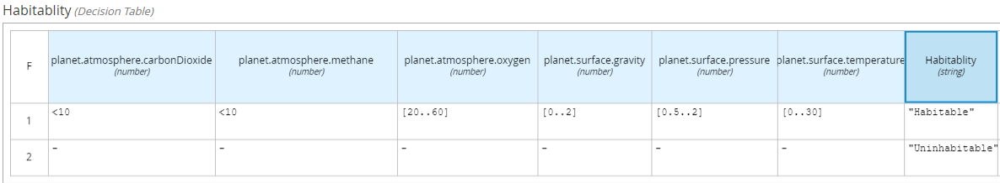 Habitablity (Decision Table)
F planet.atmosphere.carbonDioxide planet.atmosphere.methane planet.atmosphere.oxygen planet.surface.gravity planet.surface.pressure planet.surface.temperature Habitablity
(number) (number) (number) (number) (number) (number) (string)
1 <10 <10 [20..60] [0..2] [0.5..2] [0..30] "Habitable"
2 - - - - - - "Uninhabitable"